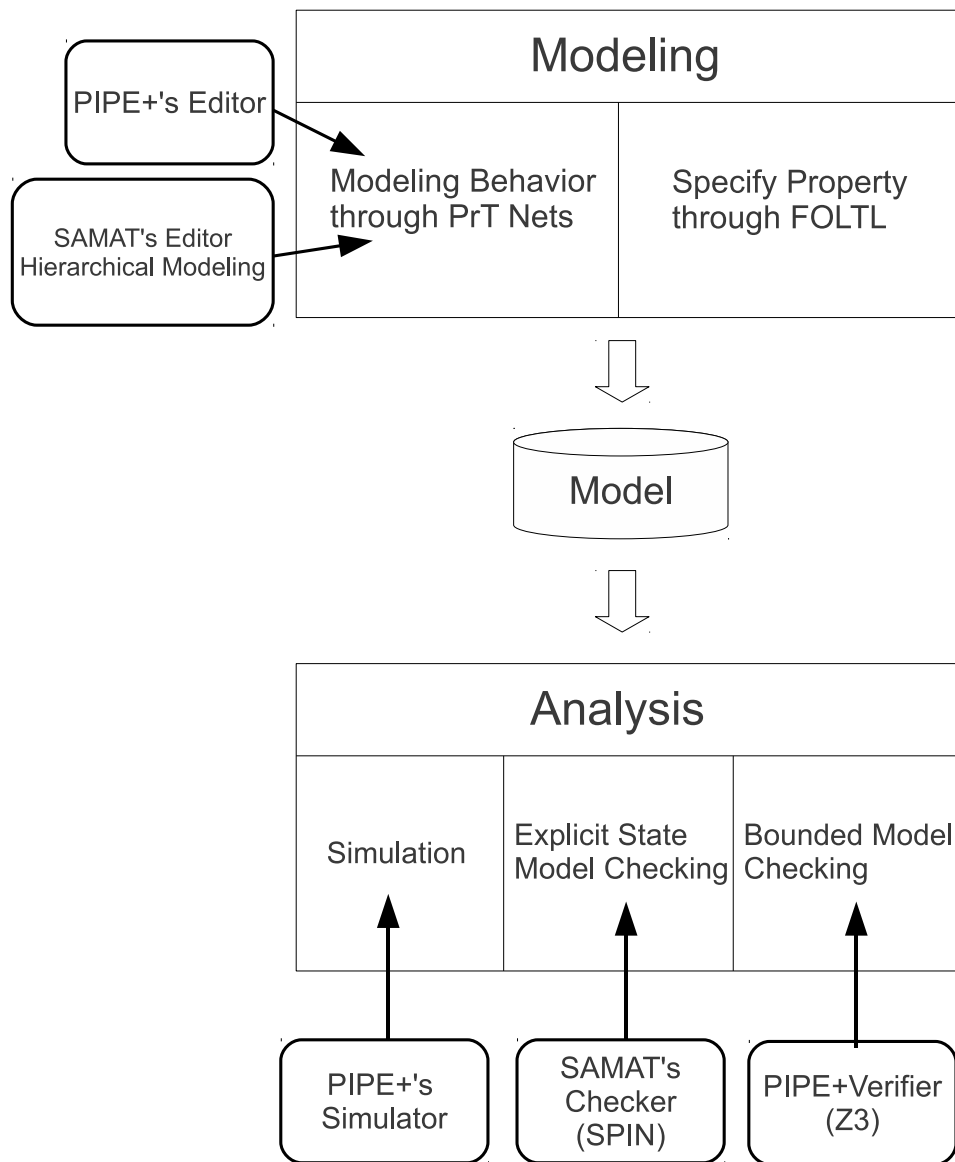 Modeling
PIPE+'s Editor
SAMAT's Editor
Hierarchical Modeling
Modeling Behavior
through PrT Nets
Specify Property
through FOLTL
Model
Analysis
Simulation
Explicit State
Model Checking
Bounded Model
Checking
PIPE+'s
Simulator
SAMAT's
Checker
(SPIN)
PIPE+Verifier
(Z3)